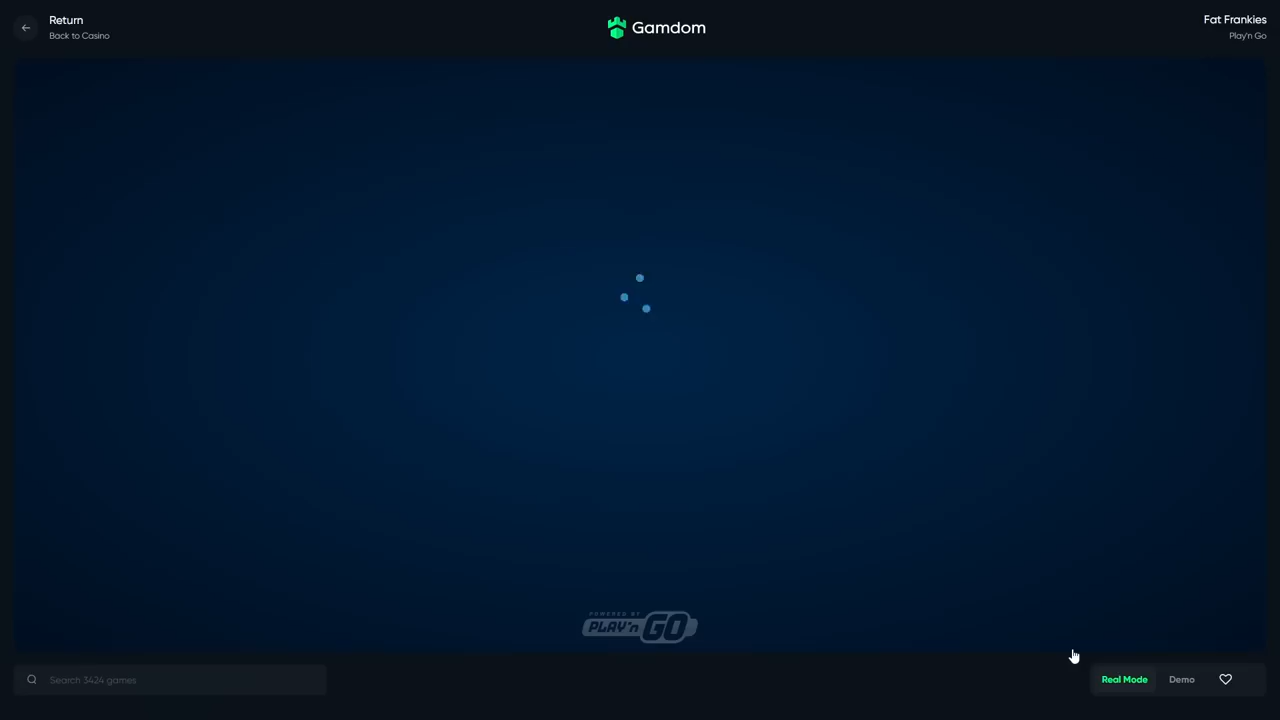 Return
Back to Casino
Gamdom
Fat Frankies
Play'n Go
POWERED BY
PLAY'n GO
Search 3424 games
Real Mode
Demo